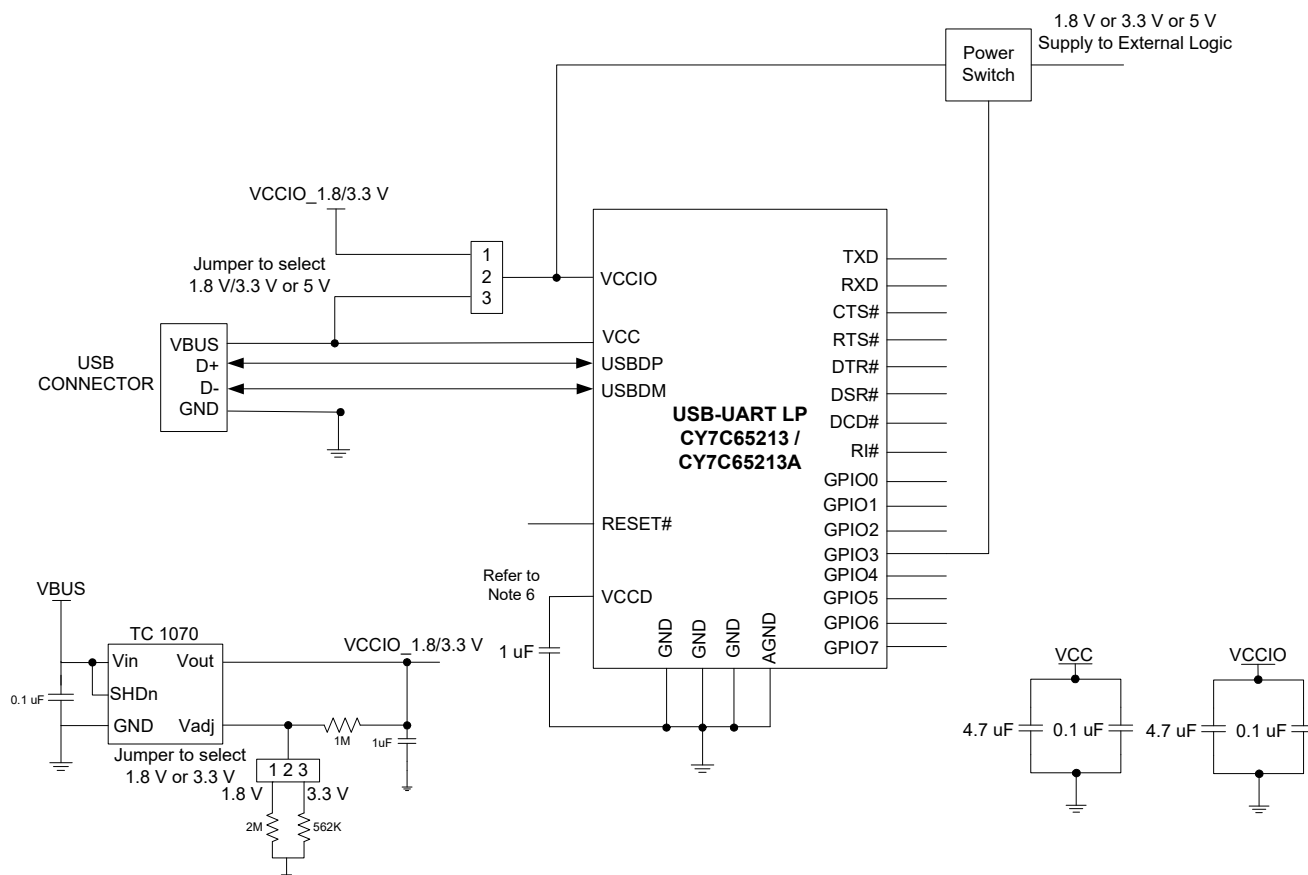 1.8 V or 3.3 V or 5 V
Supply to External Logic
Power
Switch
VCCIO_1.8/3.3 V
Jumper to select
1.8 V/3.3 V or 5 V
1
2
3
USB
CONNECTOR
VBUS
D+
D-
GND
VCCIO
VCC
USBDP
USBDM
RESET#
VCCD
USB-UART LP
CY7C65213 /
CY7C65213A
TXD
RXD
CTS#
RTS#
DTR#
DSR#
DCD#
RI#
GPIO0
GPIO1
GPIO2
GPIO3
GPIO4
GPIO5
GPIO6
GPIO7
GND
GND
GND
AGND
Refer to
Note 6
1 uF
VBUS
TC 1070
Vin
Vout
SHDn
GND
Vadj
VCCIO_1.8/3.3 V
0.1 uF
1M
1uF
Jumper to select
1.8 V or 3.3 V
1 2 3
1.8 V
3.3 V
2M
562K
VCC
4.7 uF
0.1 uF
VCCIO
4.7 uF
0.1 uF